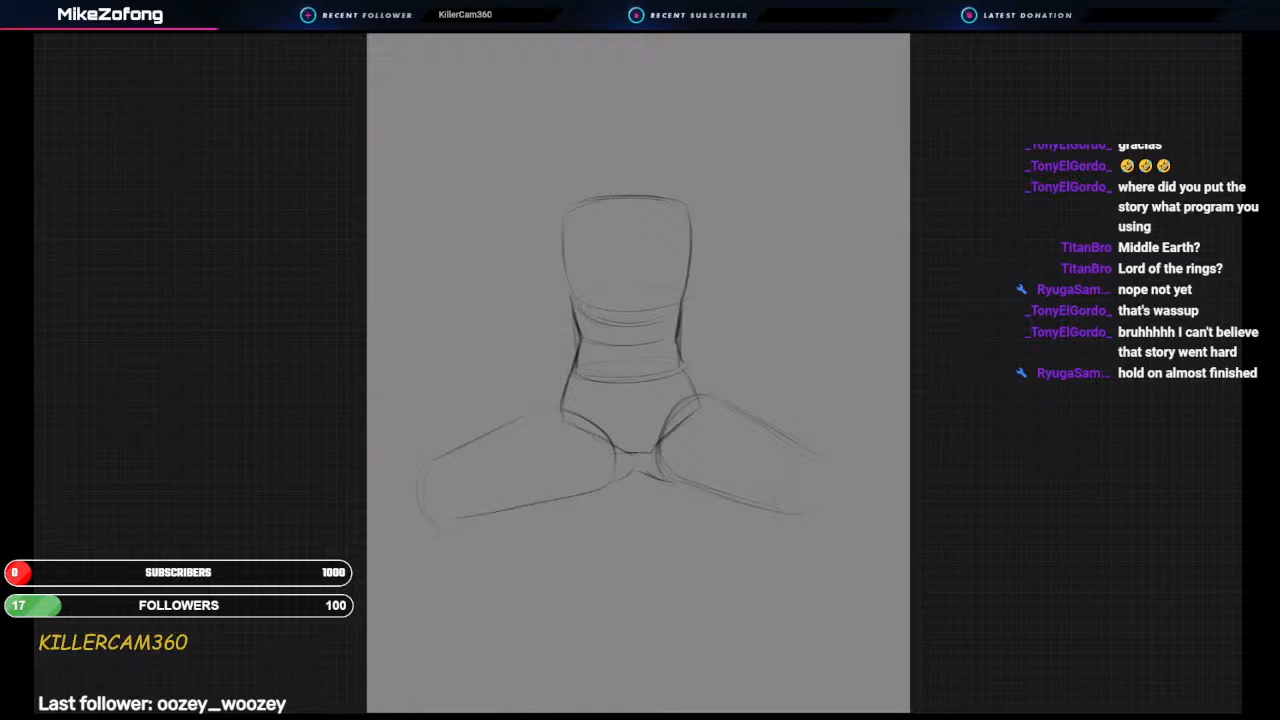 MikeZofong
RECENT FOLLOWER
KillerCam360
RECENT SUBSCRIBER
LATEST DONATION
_TonyElGordo_ gracias
_TonyElGordo_ 🤣 🤣 🤣
_TonyElGordo_ where did you put the
story what program you
using
TitanBro Middle Earth?
TitanBro Lord of the rings?
RyugaSam... nope not yet
_TonyElGordo_ that's wassup
_TonyElGordo_ bruhhhhh I can't believe
that story went hard
RyugaSam... hold on almost finished
0 SUBSCRIBERS 1000
17 FOLLOWERS 100
KILLERCAM360
Last follower: oozey_woozey